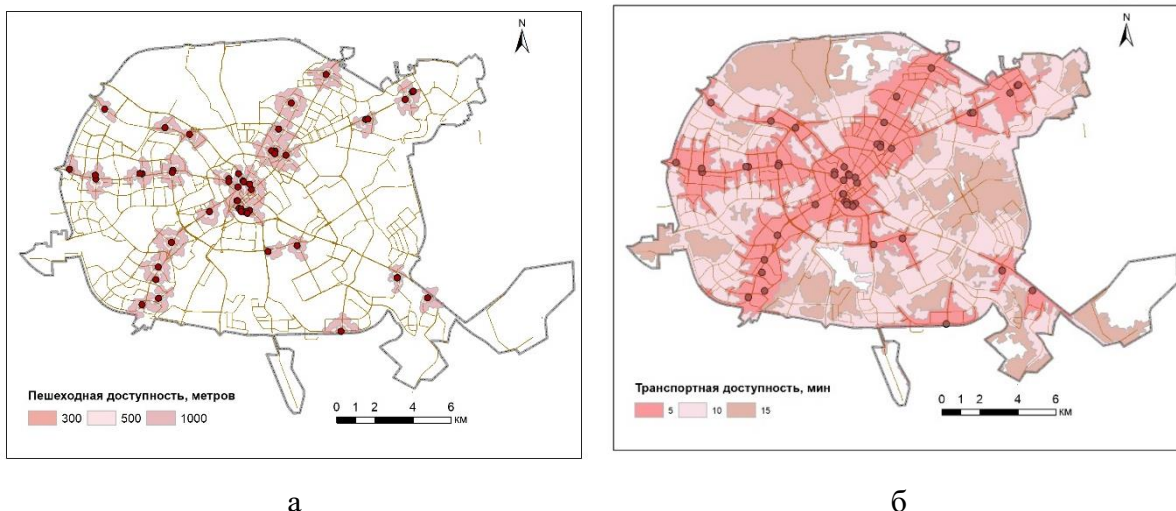 N
Пешеходная доступность, метров
300 500 1000
0 1 2 4 6
КМ
N
Транспортная доступность, мин
5 10 15
0 1 2 4 6
КМ
а б